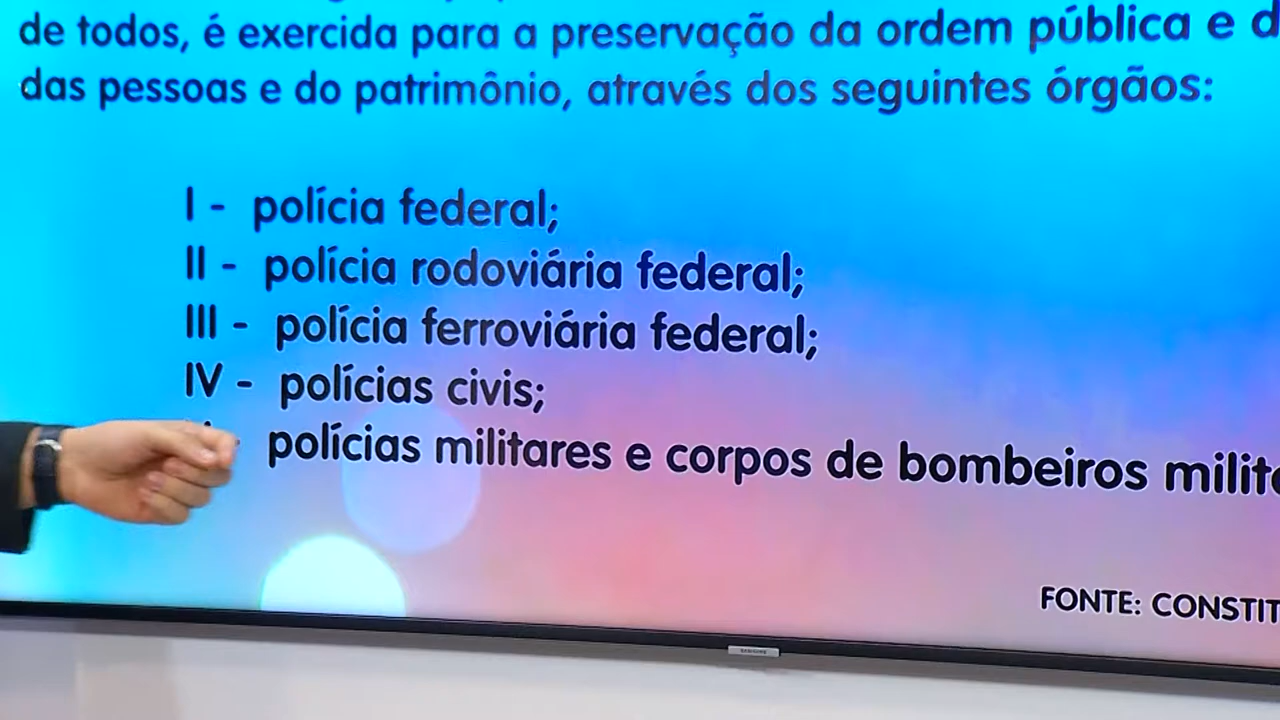 de todos, é exercida para a preservação da ordem pública e d
das pessoas e do patrimônio, através dos seguintes órgãos:
I - polícia federal;
II - polícia rodoviária federal;
III - polícia ferroviária federal;
IV - polícias civis;
polícias militares e corpos de bombeiros milit
FONTE: CONSTIT
SAMSUNG